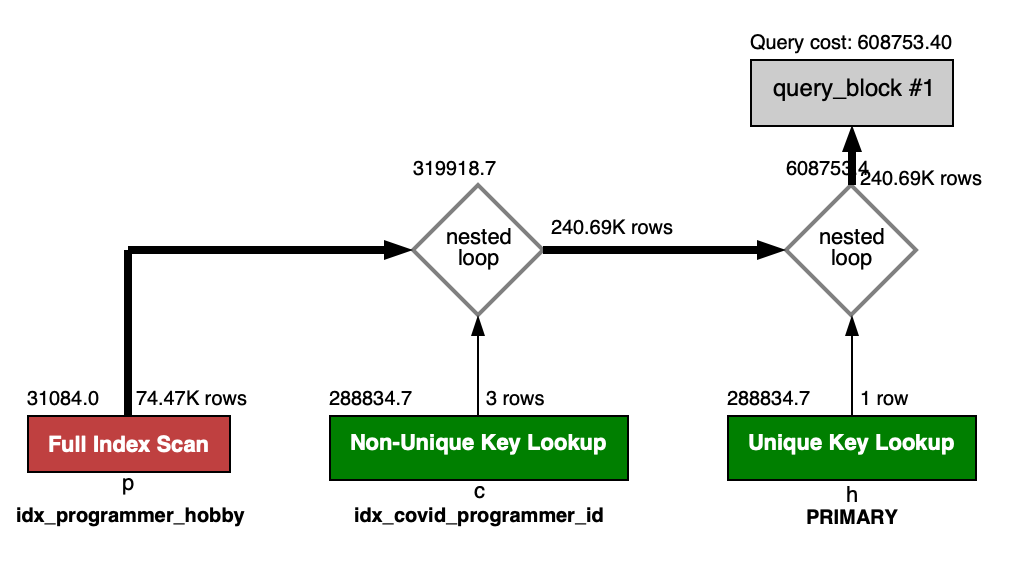 Query cost: 608753.40
query_block #1
319918.7
608753.4
240.69K rows
nested
loop
240.69K rows
nested
loop
31084.0
74.47K rows
288834.7
3 rows
288834.7
1 row
Full Index Scan
Non-Unique Key Lookup
Unique Key Lookup
p
c
h
idx_programmer_hobby
idx_covid_programmer_id
PRIMARY